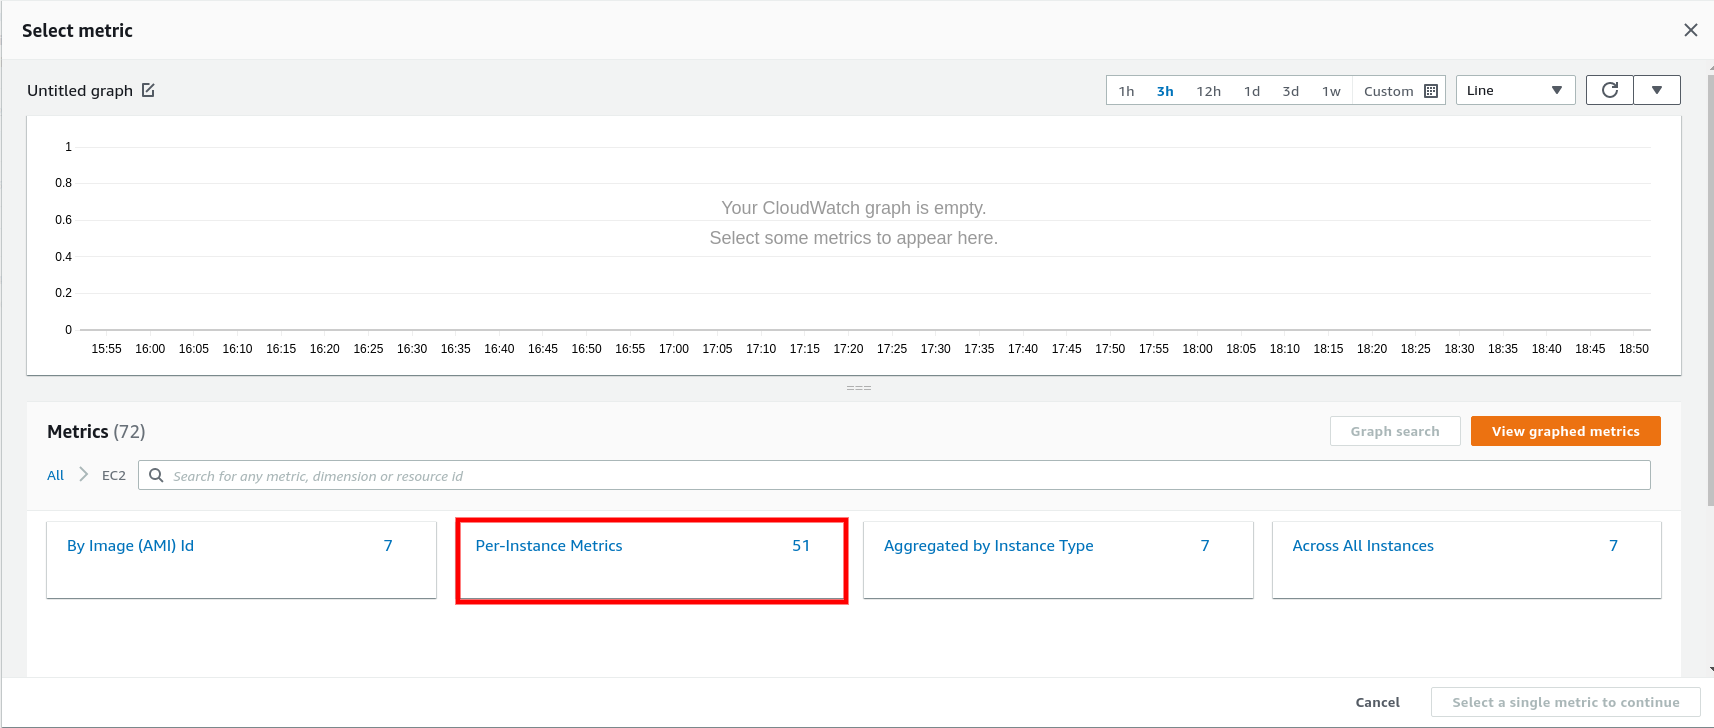 Select metric
Untitled graph
1h 3h 12h 1d 3d 1w Custom Line
1
0.8
0.6
0.4
0.2
0
Your CloudWatch graph is empty.
Select some metrics to appear here.
15:55 16:00 16:05 16:10 16:15 16:20 16:25 16:30 16:35 16:40 16:45 16:50 16:55 17:00 17:05 17:10 17:15 17:20 17:25 17:30 17:35 17:40 17:45 17:50 17:55 18:00 18:05 18:10 18:15 18:20 18:25 18:30 18:35 18:40 18:45 18:50
Metrics (72)
Graph search View graphed metrics
All EC2 Search for any metric, dimension or resource id
By Image (AMI) Id 7 Per-Instance Metrics 51 Aggregated by Instance Type 7 Across All Instances 7
Cancel Select a single metric to continue